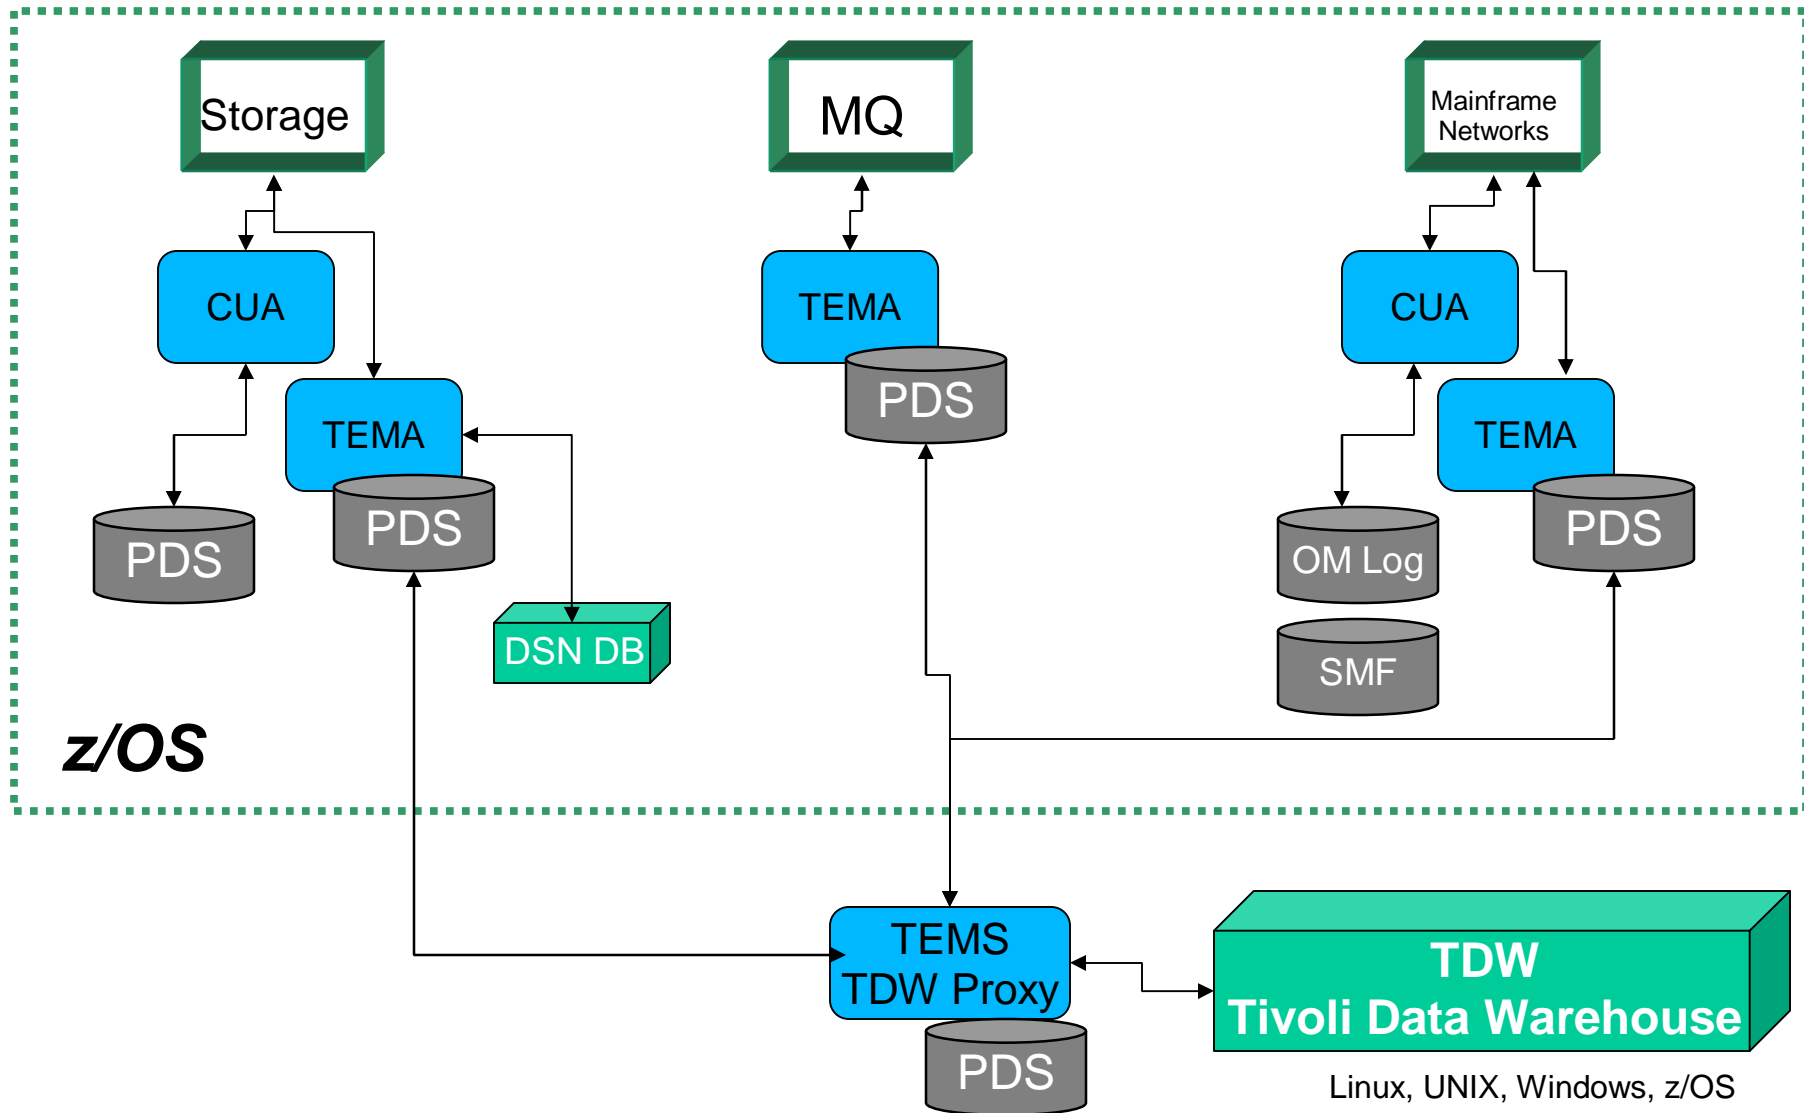 Storage
MQ
Mainframe
Networks
CUA
TEMA
CUA
TEMA
PDS
TEMA
PDS
PDS
PDS
OM Log
DSN DB
SMF
z/OS
TEMS
TDW Proxy
PDS
TDW
Tivoli Data Warehouse
Linux, UNIX, Windows, z/OS